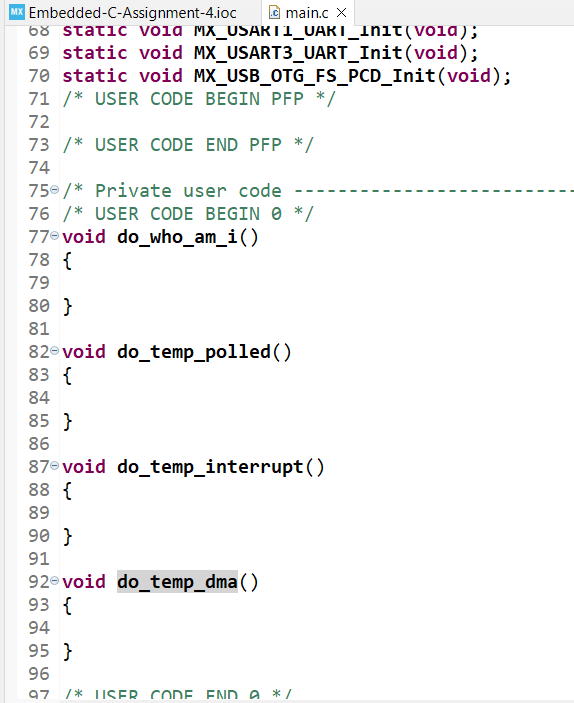 MX Embedded-C-Assignment-4.ioc main.c
68 static void MX_USART1_UART_Init(void);
69 static void MX_USART3_UART_Init(void);
70 static void MX_USB_OTG_FS_PCD_Init(void);
71 /* USER CODE BEGIN PFP */
72
73 /* USER CODE END PFP */
74
75 /* Private user code --------------------------
76 /* USER CODE BEGIN 0 */
77 void do_who_am_i()
78 {
79
80 }
81
82 void do_temp_polled()
83 {
84
85 }
86
87 void do_temp_interrupt()
88 {
89
90 }
91
92 void do_temp_dma()
93 {
94
95 }
96
97 /* USER CODE END 0 */